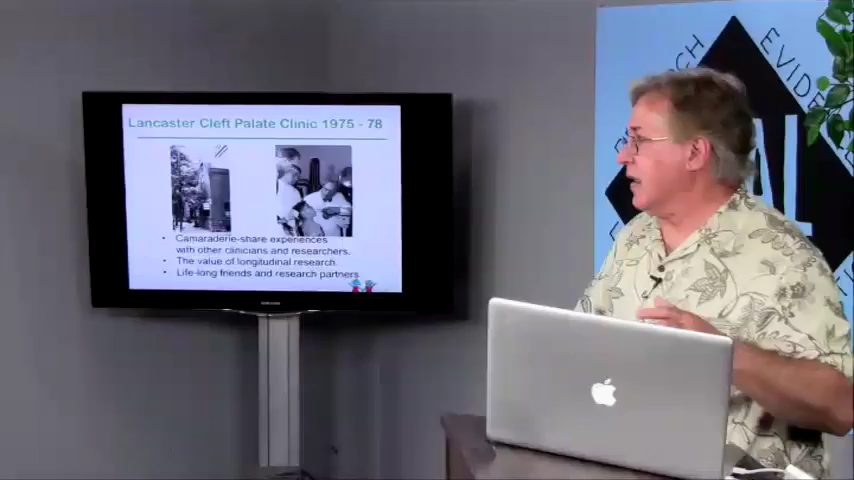 Lancaster Cleft Palate Clinic 1975 - 78
• Camaraderie-share experiences
with other clinicians and researchers.
• The value of longitudinal research.
• Life-long friends and research partners
SAMSUNG
EVIDE